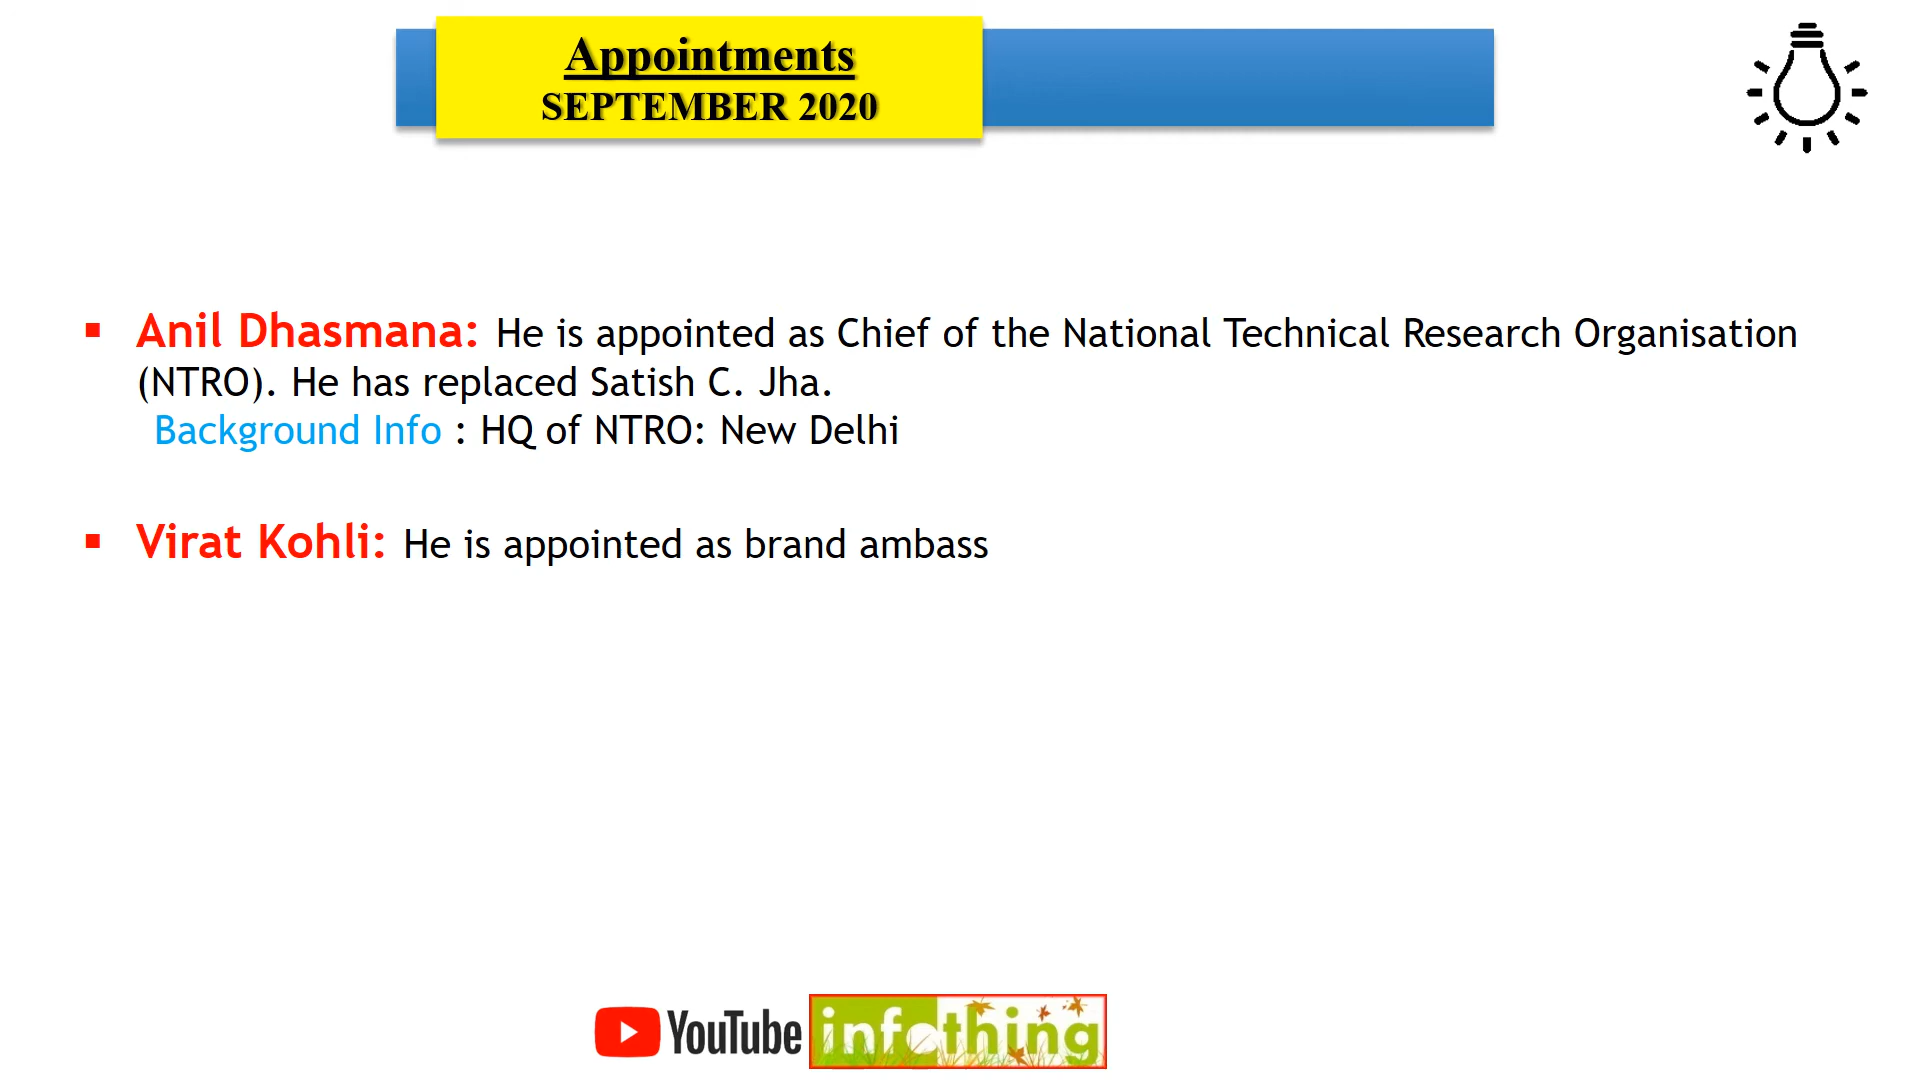 Appointments
SEPTEMBER 2020
▪ Anil Dhasmana: He is appointed as Chief of the National Technical Research Organisation
(NTRO). He has replaced Satish C. Jha.
Background Info : HQ of NTRO: New Delhi
▪ Virat Kohli: He is appointed as brand ambass
YouTube infothing